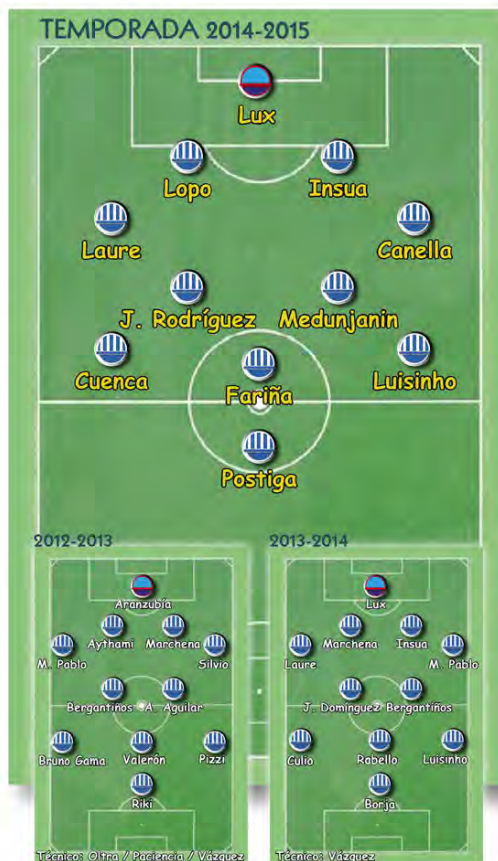 TEMPORADA 2014-2015
Lux
Lopo Insua
Laure Canella
J. Rodríguez Medunjanin
Cuenca Fariña Luisinho
Postiga
2012-2013
Aranzubía
Aythami Marchena
M. Pablo Silvio
Bergantiños A. Aguilar
Bruno Gama Valerón Pizzi
Riki
Técnico: Oltra / Paciencia / Vázquez
2013-2014
Lux
Marchena Insua
Laure M. Pablo
J. Domínguez Bergantiños
Culio Rabello Luisinho
Borja
Técnico: Vázquez